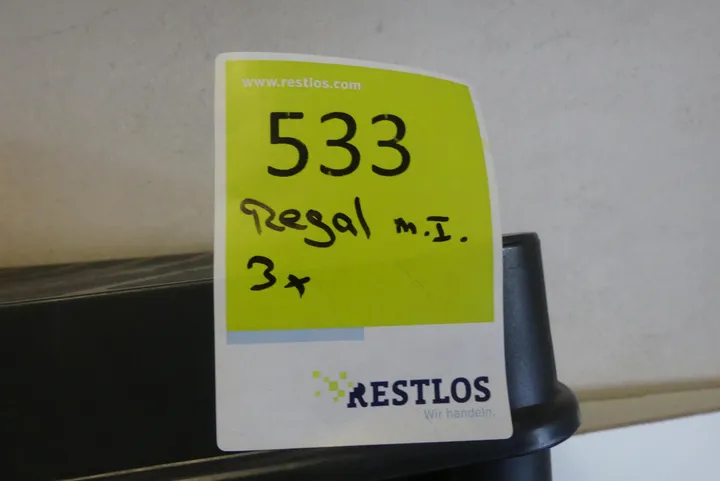 www.restlos.com
533
Regal m.I.
3x
RESTLOS
Wir handeln.